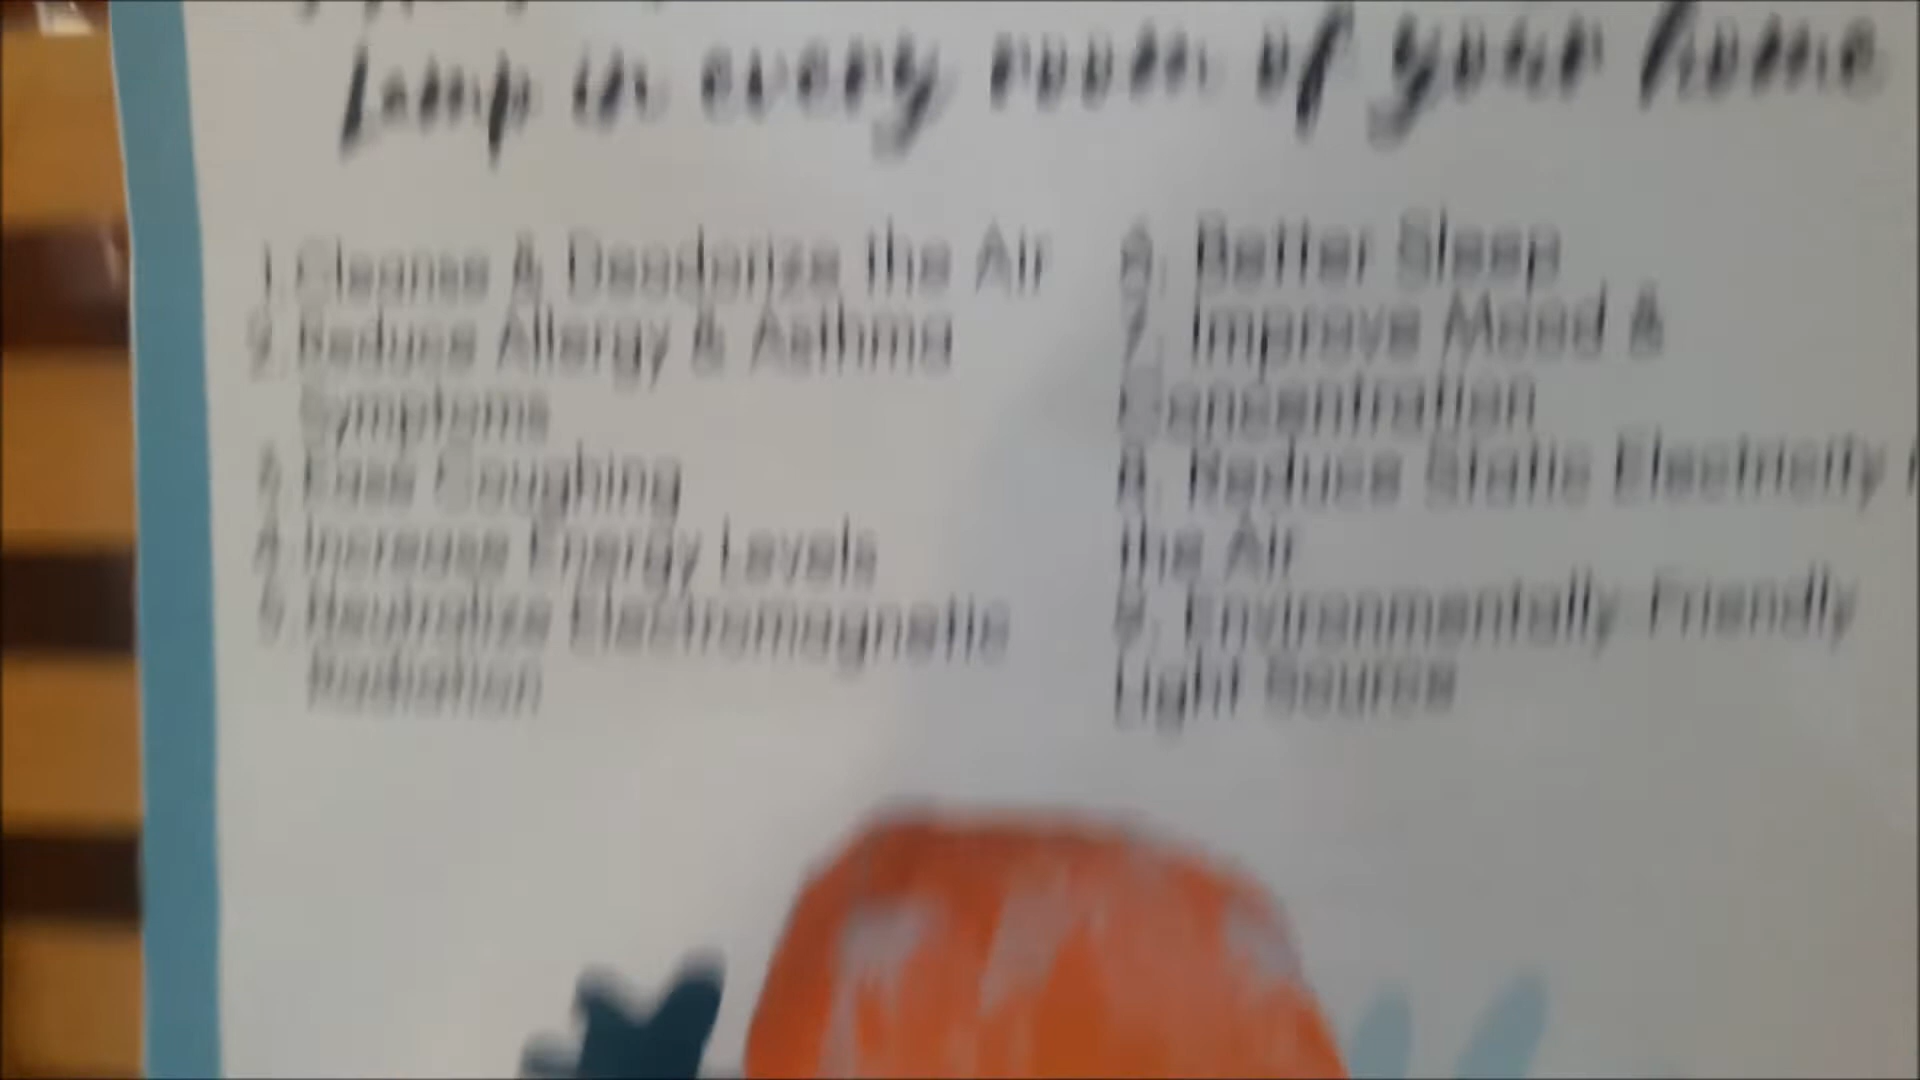 lamp in every room of your home
1. Cleanse & Deodorize the Air
2. Reduce Allergy & Asthma
Symptoms
3. Ease Coughing
4. Increase Energy Levels
5. Neutralize Electromagnetic
Radiation
6. Better Sleep
7. Improve Mood &
Concentration
8. Reduce Static Electricity
the Air
9. Environmentally Friendly
Light Source